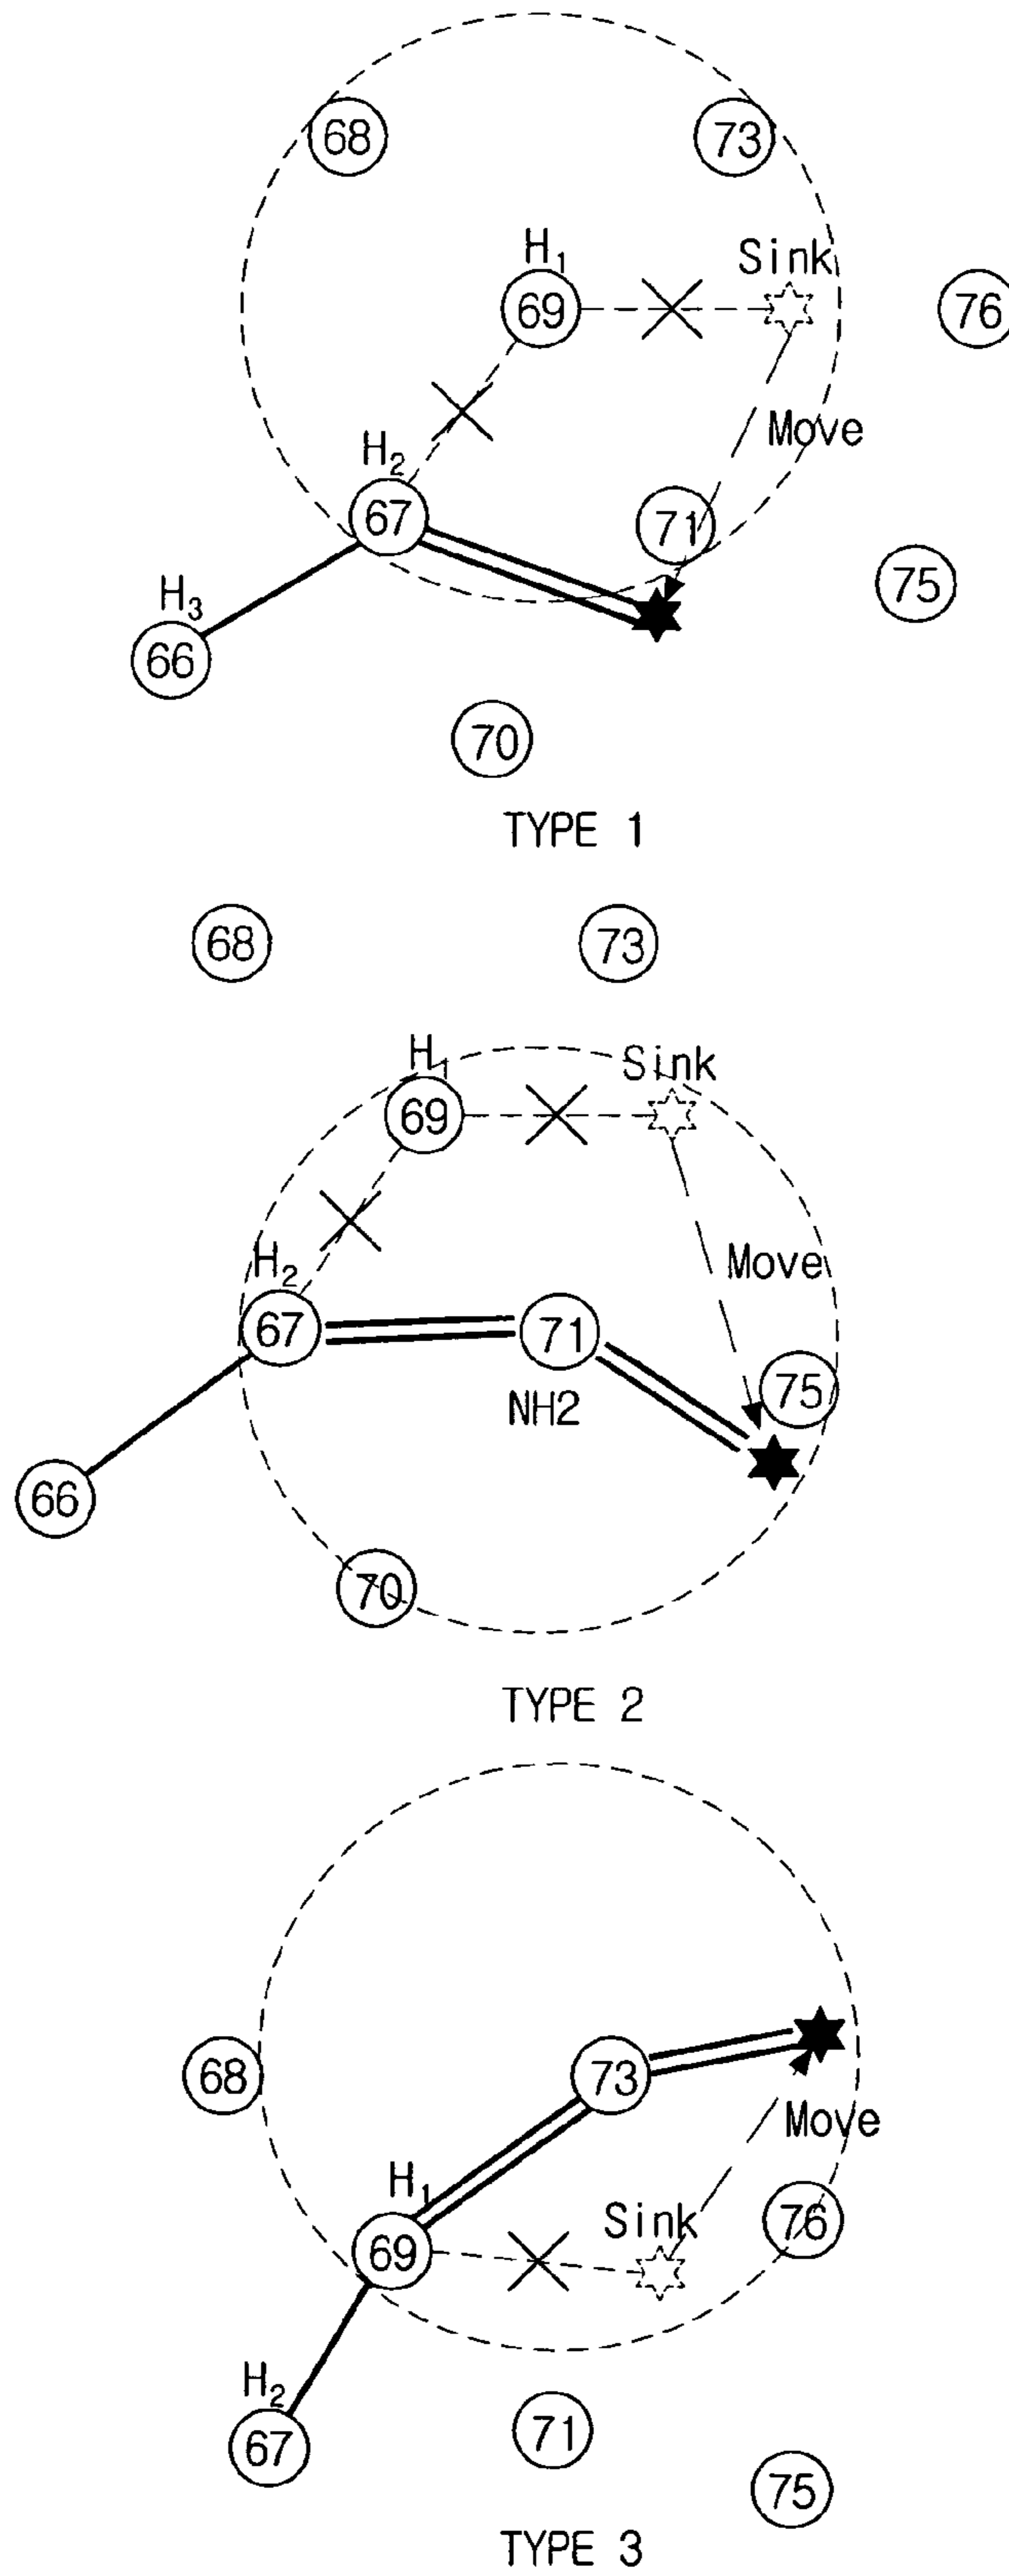 68 73
H1 Sink
69 76
Move
H2
67 71
75
H3
66
70
TYPE 1
68 73
H1 Sink
69
Move
H2
67 71
75
NH2
66
70
TYPE 2
68 73
Move
H1
Sink 76
69
H2
71
67
75
TYPE 3